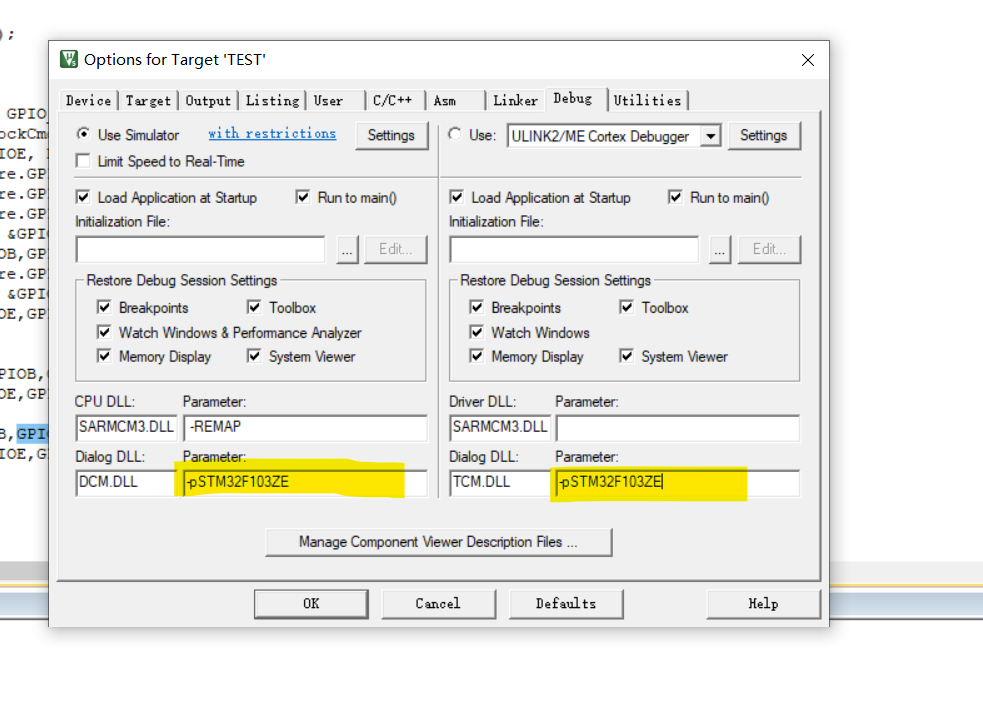 );
Options for Target 'TEST'
Device Target Output Listing User C/C++ Asm Linker Debug Utilities
GPIO
ockCm
IOE,
re.GP
re.GP
re.GP
&GPI
OB,GP
re.GP
&GPI
OE,GP
PIOB,
OE,GP
B,GPI
IOE,G
Use Simulator with restrictions Settings
Limit Speed to Real-Time
Load Application at Startup Run to main()
Initialization File:
... Edit...
Restore Debug Session Settings
Breakpoints Toolbox
Watch Windows & Performance Analyzer
Memory Display System Viewer
CPU DLL: Parameter:
SARMCM3.DLL -REMAP
Dialog DLL: Parameter:
DCM.DLL -pSTM32F103ZE
Use: ULINK2/ME Cortex Debugger Settings
Load Application at Startup Run to main()
Initialization File:
... Edit...
Restore Debug Session Settings
Breakpoints Toolbox
Watch Windows
Memory Display System Viewer
Driver DLL: Parameter:
SARMCM3.DLL
Dialog DLL: Parameter:
TCM.DLL -pSTM32F103ZE
Manage Component Viewer Description Files ...
OK Cancel Defaults Help